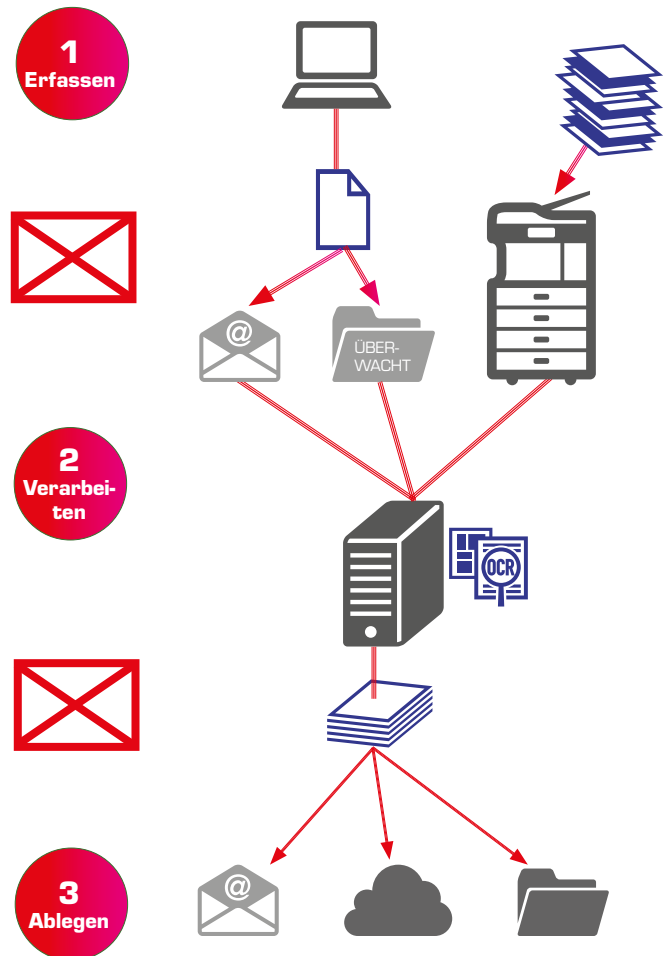 1
Erfassen
@
ÜBER-
WACHT
2
Verarbei-
ten
OCR
3
Ablegen
@